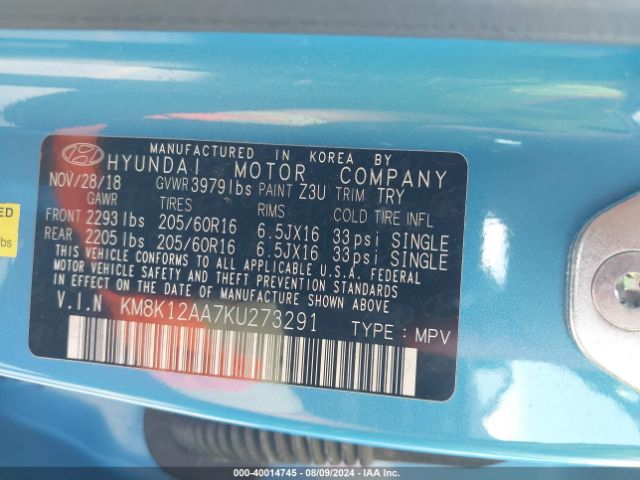 MANUFACTURED IN KOREA BY
HYUNDAI MOTOR COMPANY
NOV/28/18 GVWR 3979lbs PAINT Z3U TRIM TRY
GAWR TIRES RIMS COLD TIRE INFL
FRONT 2293 lbs 205/60R16 6.5JX16 33psi SINGLE
REAR 2205 lbs 205/60R16 6.5JX16 33psi SINGLE
THIS VEHICLE CONFORMS TO ALL APPLICABLE U.S.A. FEDERAL
MOTOR VEHICLE SAFETY AND THEFT PREVENTION STANDARDS
IN EFFECT ON THE DATE OF MANUFACTURE SHOWN ABOVE.
V.I.N KM8K12AA7KU273291
TYPE : MPV
lbs
000-40014745 - 08/09/2024 - IAA Inc.